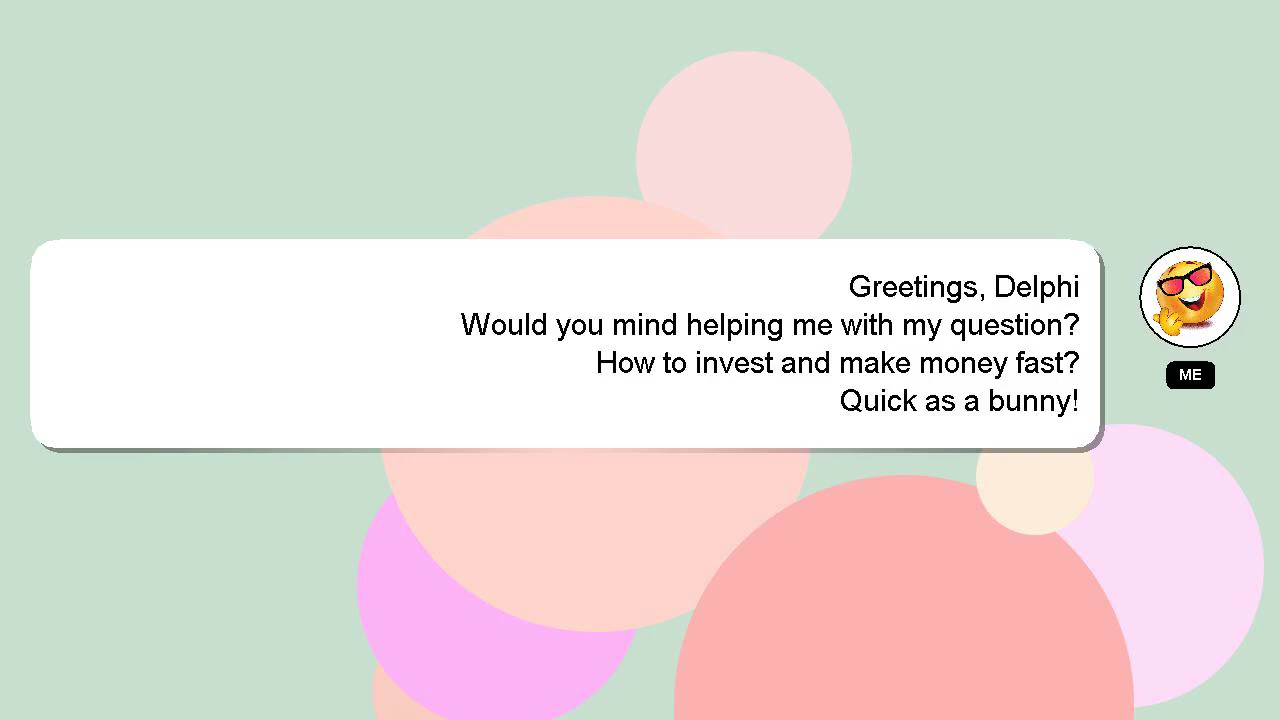 Greetings, Delphi
Would you mind helping me with my question?
How to invest and make money fast?
Quick as a bunny!
ME